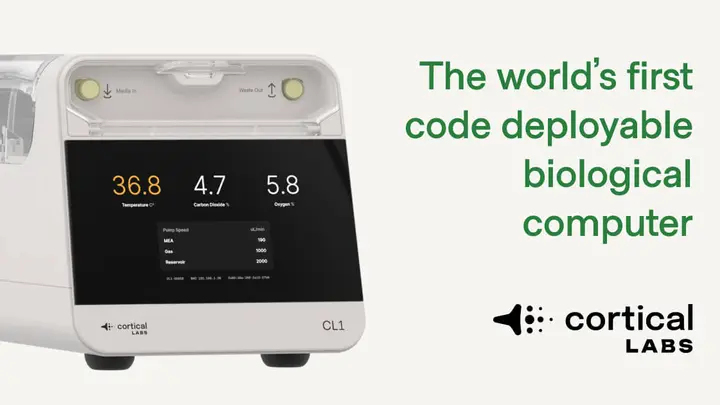 Media In
Waste Out
36.8
4.7
5.8
Temperature C°
Carbon Dioxide %
Oxygen %
Pump Speed
uL/min
MEA
190
Gas
1000
Reservoir
2000
cortical
LABS
CL1
The world's first
code deployable
biological
computer
cortical
LABS